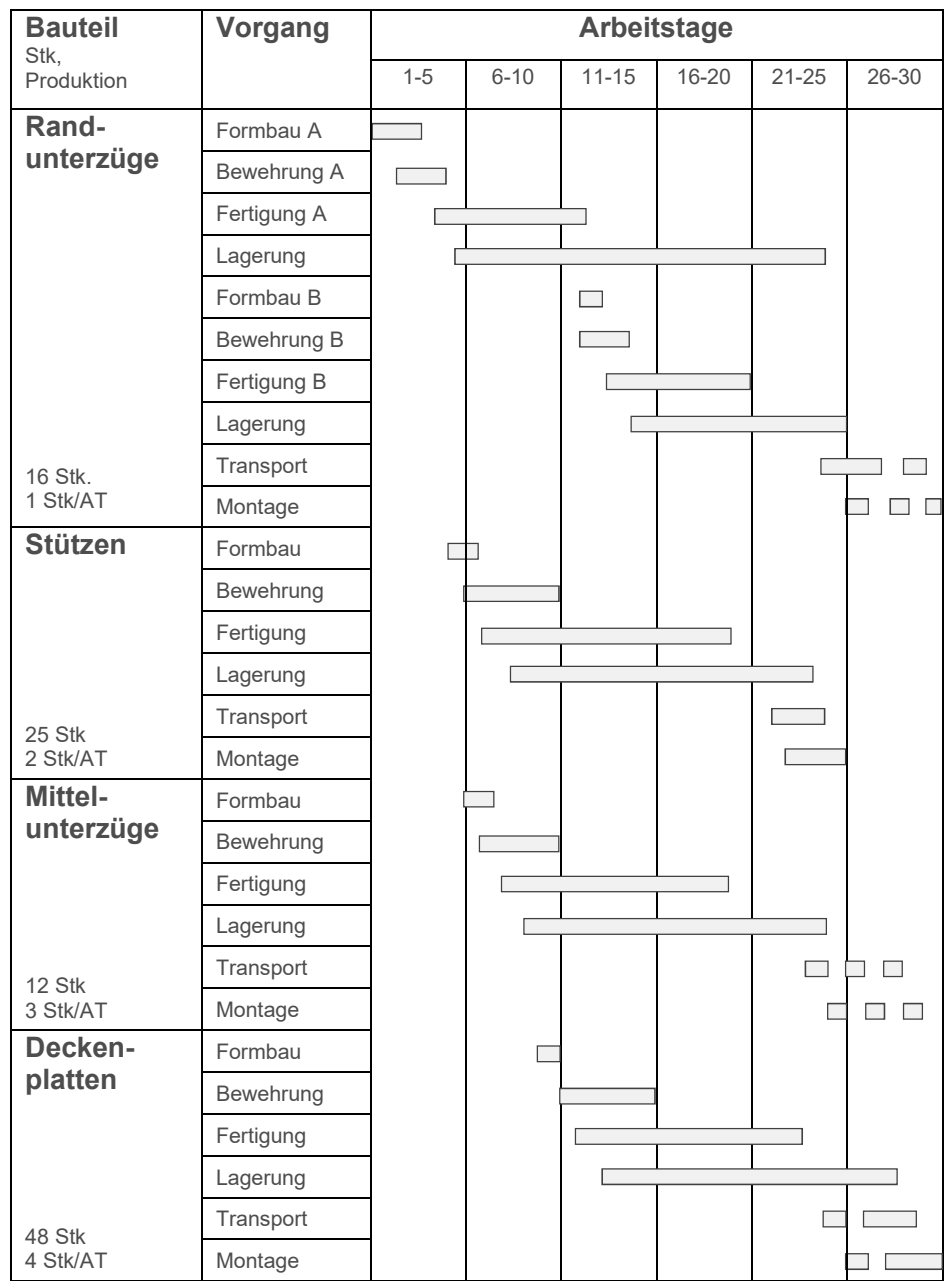 Bauteil
Stk,
Produktion
Vorgang
Arbeitstage
1-5 6-10 11-15 16-20 21-25 26-30
Rand-
unterzüge
16 Stk.
1 Stk/AT
Formbau A
Bewehrung A
Fertigung A
Lagerung
Formbau B
Bewehrung B
Fertigung B
Lagerung
Transport
Montage
Stützen
25 Stk
2 Stk/AT
Formbau
Bewehrung
Fertigung
Lagerung
Transport
Montage
Mittel-
unterzüge
12 Stk
3 Stk/AT
Formbau
Bewehrung
Fertigung
Lagerung
Transport
Montage
Decken-
platten
48 Stk
4 Stk/AT
Formbau
Bewehrung
Fertigung
Lagerung
Transport
Montage